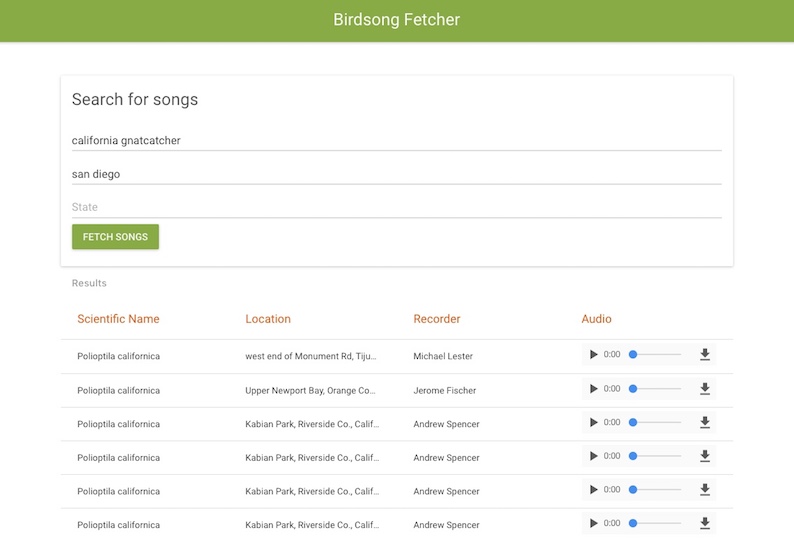 Birdsong Fetcher
Search for songs
california gnatcatcher
san diego
State
FETCH SONGS
Results
Scientific Name Location Recorder Audio
Polioptila californica west end of Monument Rd, Tiju... Michael Lester 0:00
Polioptila californica Upper Newport Bay, Orange Co... Jerome Fischer 0:00
Polioptila californica Kabian Park, Riverside Co., Calif... Andrew Spencer 0:00
Polioptila californica Kabian Park, Riverside Co., Calif... Andrew Spencer 0:00
Polioptila californica Kabian Park, Riverside Co., Calif... Andrew Spencer 0:00
Polioptila californica Kabian Park, Riverside Co., Calif... Andrew Spencer 0:00